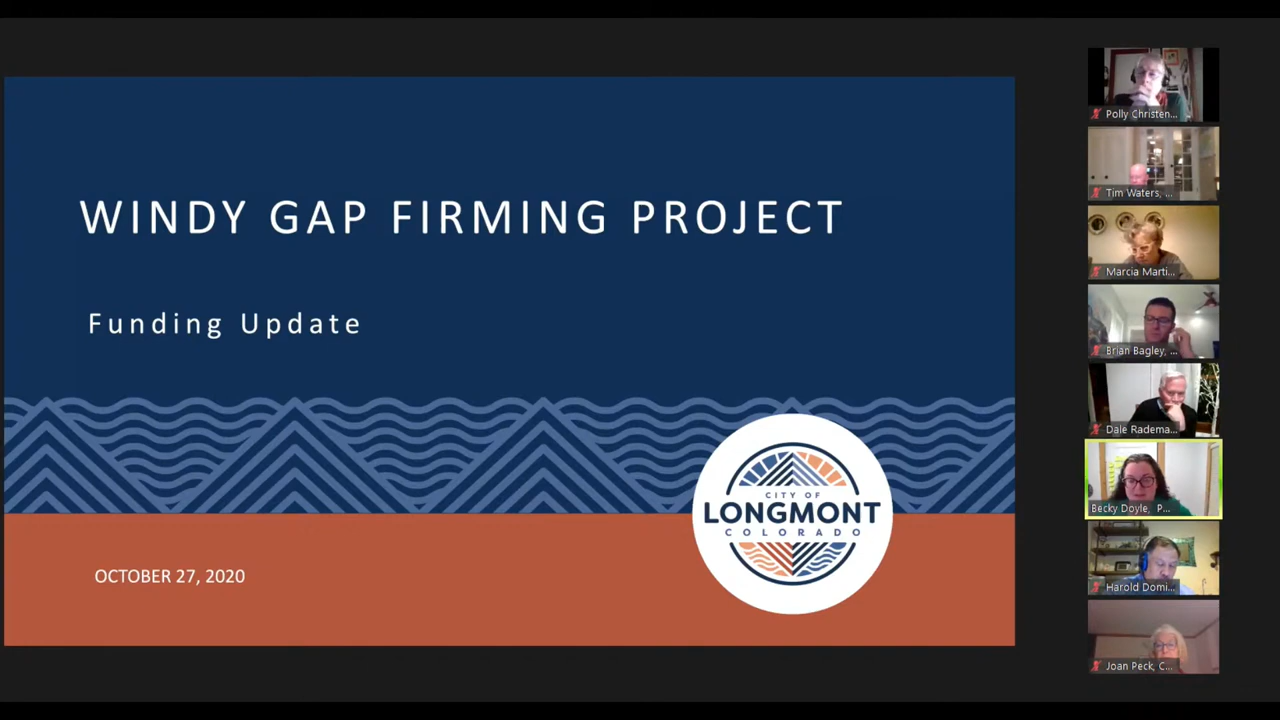 WINDY GAP FIRMING PROJECT
Funding Update
CITY OF
LONGMONT
COLORADO
OCTOBER 27, 2020
Polly Christen...
Tim Waters, ...
Marcia Marti...
Brian Bagley, ...
Dale Radema...
Becky Doyle, P...
Harold Domi...
Joan Peck, C...